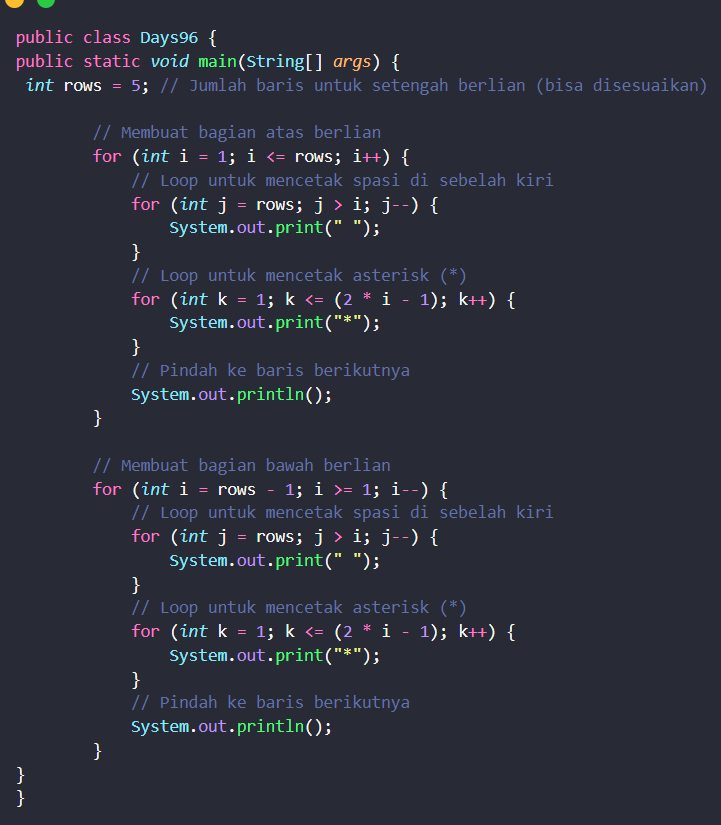 public class Days96 {
public static void main(String[] args) {
 int rows = 5; // Jumlah baris untuk setengah berlian (bisa disesuaikan)

        // Membuat bagian atas berlian
        for (int i = 1; i <= rows; i++) {
            // Loop untuk mencetak spasi di sebelah kiri
            for (int j = rows; j > i; j--) {
                System.out.print(" ");
            }
            // Loop untuk mencetak asterisk (*)
            for (int k = 1; k <= (2 * i - 1); k++) {
                System.out.print("*");
            }
            // Pindah ke baris berikutnya
            System.out.println();
        }

        // Membuat bagian bawah berlian
        for (int i = rows - 1; i >= 1; i--) {
            // Loop untuk mencetak spasi di sebelah kiri
            for (int j = rows; j > i; j--) {
                System.out.print(" ");
            }
            // Loop untuk mencetak asterisk (*)
            for (int k = 1; k <= (2 * i - 1); k++) {
                System.out.print("*");
            }
            // Pindah ke baris berikutnya
            System.out.println();
        }
}
}